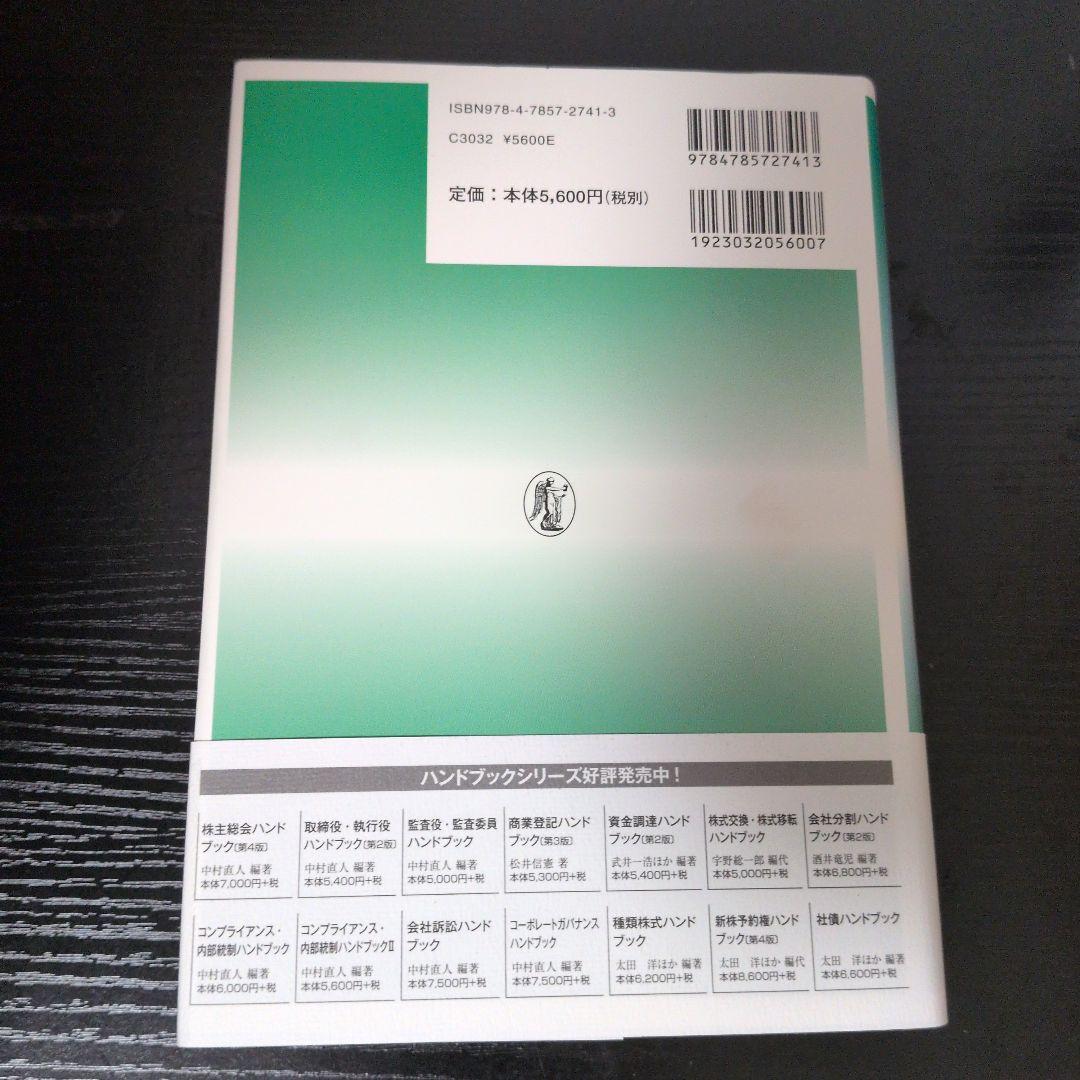 ISBN978-4-7857-2741-3
C3032 ¥5600E
定価：本体5,600円(税別)
9784785727413
1923032056007
ハンドブックシリーズ好評発売中！
株主総会ハンド
ブック〔第4版〕
中村直人 編著
本体7,000円+税
取締役・執行役
ハンドブック〔第2版〕
中村直人 編著
本体5,400円+税
監査役・監査委員
ハンドブック
中村直人 編著
本体5,000円+税
商業登記ハンド
ブック〔第3版〕
松井信憲 著
本体5,300円+税
資金調達ハンド
ブック〔第2版〕
武井一浩ほか 編著
本体5,400円+税
株式交換・株式移転
ハンドブック
宇野総一郎 編代
本体5,000円+税
会社分割ハンド
ブック〔第2版〕
酒井竜児 編著
本体6,800円+税
コンプライアンス・
内部統制ハンドブック
中村直人 編著
本体6,000円+税
コンプライアンス・
内部統制ハンドブックⅡ
中村直人 編著
本体5,600円+税
会社訴訟ハンド
ブック
中村直人 編著
本体7,500円+税
コーポレートガバナンス
ハンドブック
中村直人 編著
本体7,500円+税
種類株式ハンド
ブック
太田 洋ほか 編著
本体6,200円+税
新株予約権ハンド
ブック〔第4版〕
太田 洋ほか 編代
本体8,600円+税
社債ハンドブック
太田 洋ほか 編著
本体6,600円+税